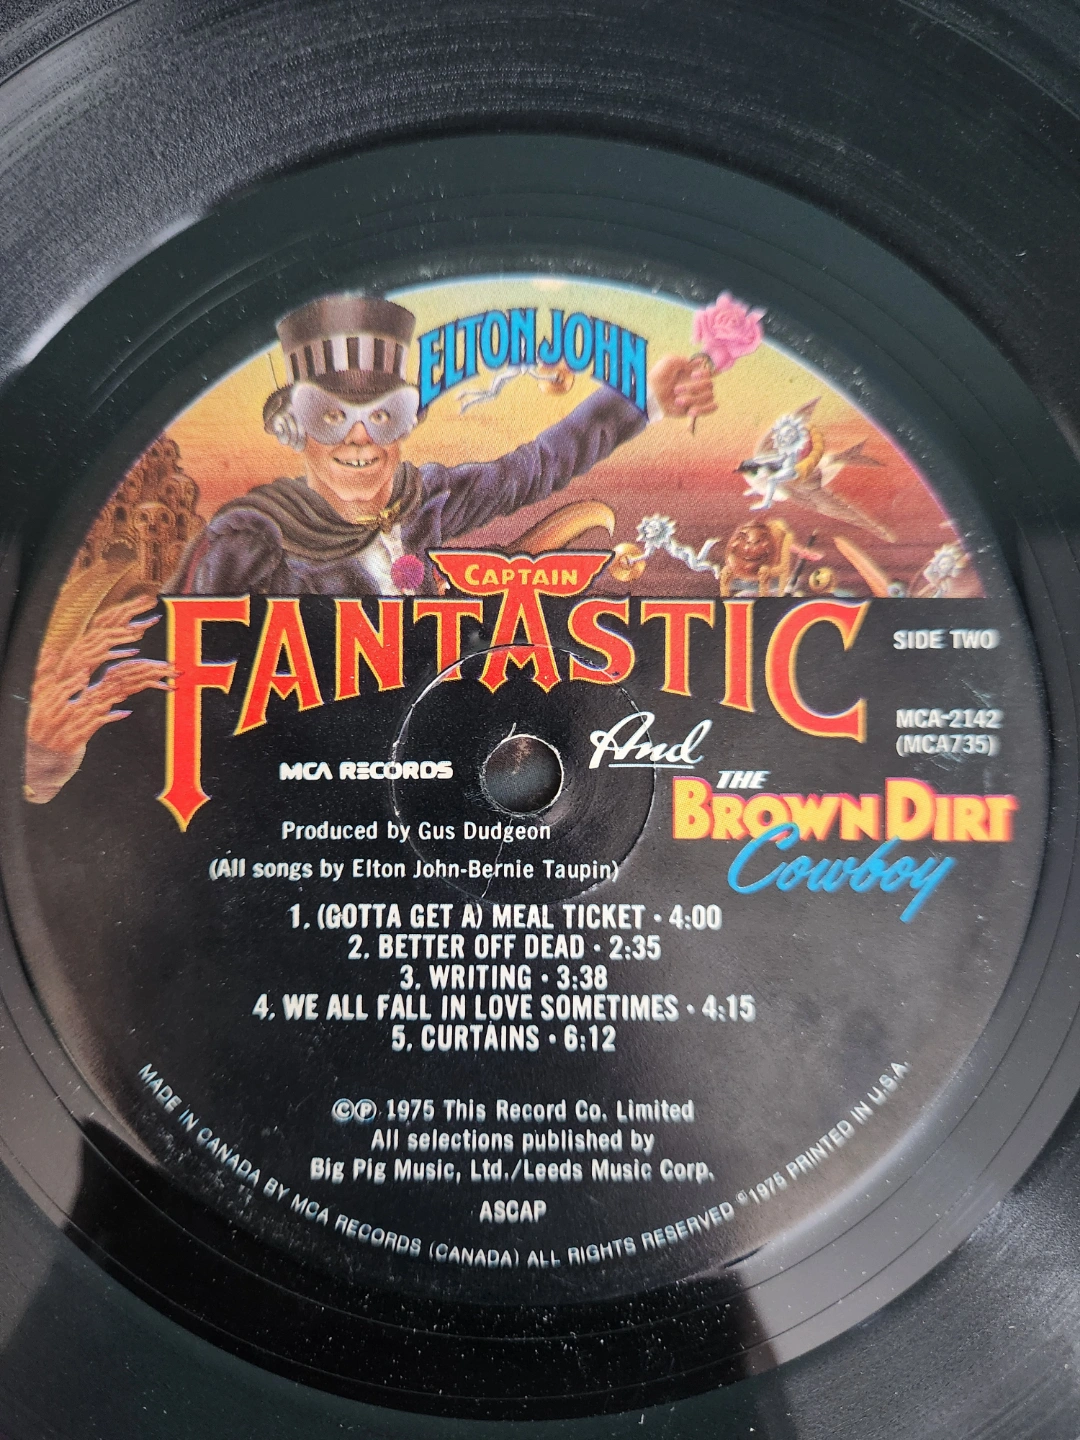 ELTON JOHN
CAPTAIN
FANTASTIC
SIDE TWO
MCA-2142
(MCA735)
And
THE
BROWN DIRT
Cowboy
MCA RECORDS
Produced by Gus Dudgeon
(All songs by Elton John-Bernie Taupin)
1. (GOTTA GET A) MEAL TICKET • 4:00
2. BETTER OFF DEAD • 2:35
3. WRITING • 3:38
4. WE ALL FALL IN LOVE SOMETIMES • 4:15
5. CURTAINS • 6:12
©℗ 1975 This Record Co. Limited
All selections published by
Big Pig Music, Ltd./Leeds Music Corp.
ASCAP
MADE IN CANADA BY MCA RECORDS (CANADA) ALL RIGHTS RESERVED ©1975 PRINTED IN U.S.A.